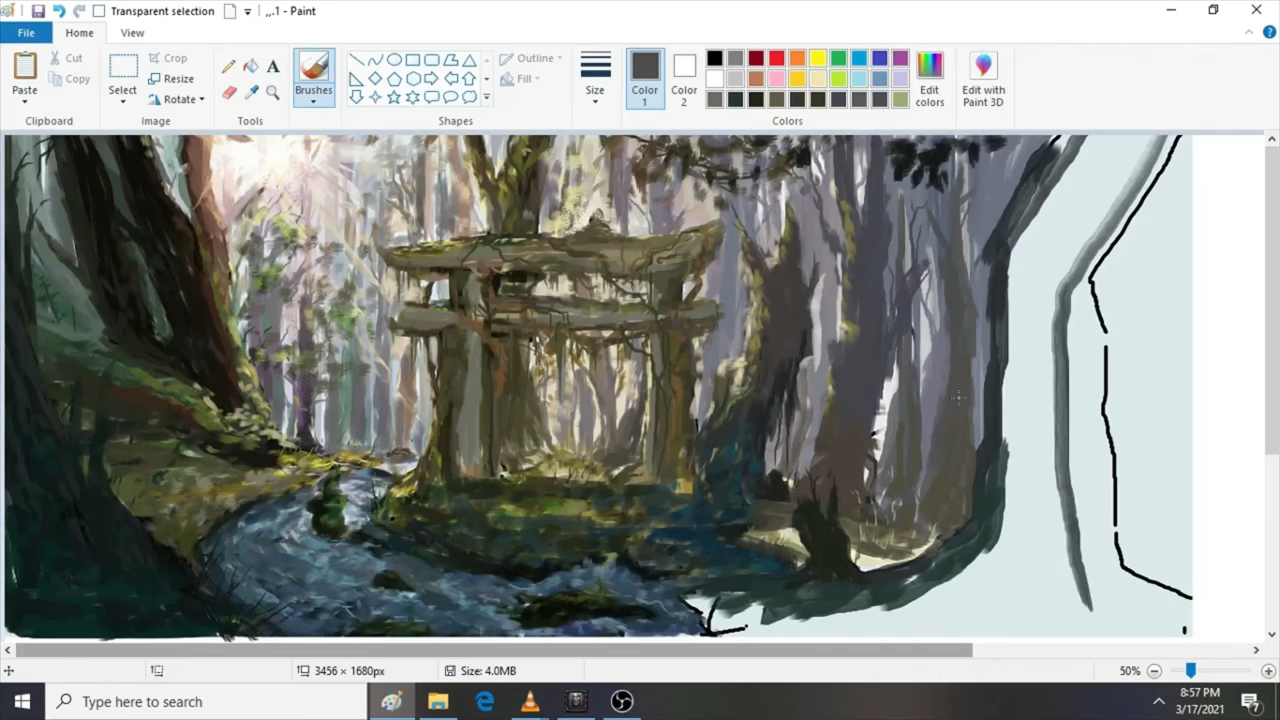 Transparent selection
,,.1 - Paint
File
Home
View
Paste
Cut
Copy
Clipboard
Select
Crop
Resize
Rotate
Image
A
Tools
Brushes
Outline
Fill
Shapes
Size
Color
1
Color
2
Edit
colors
Colors
Edit with
Paint 3D
3456 × 1680px
Size: 4.0MB
50%
Type here to search
8:57 PM
3/17/2021
7